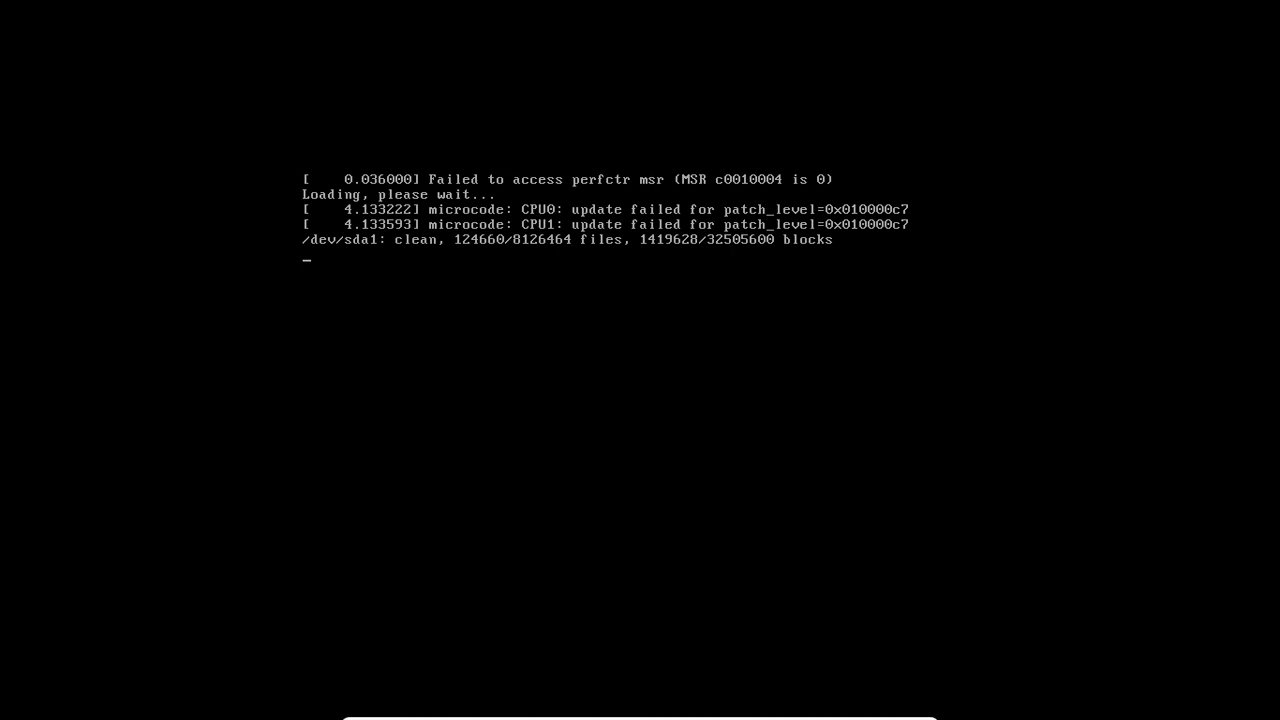 [    0.036000] Failed to access perfctr msr (MSR c0010004 is 0)
Loading, please wait...
[    4.133222] microcode: CPU0: update failed for patch_level=0x010000c7
[    4.133593] microcode: CPU1: update failed for patch_level=0x010000c7
/dev/sda1: clean, 124660/8126464 files, 1419628/32505600 blocks
_